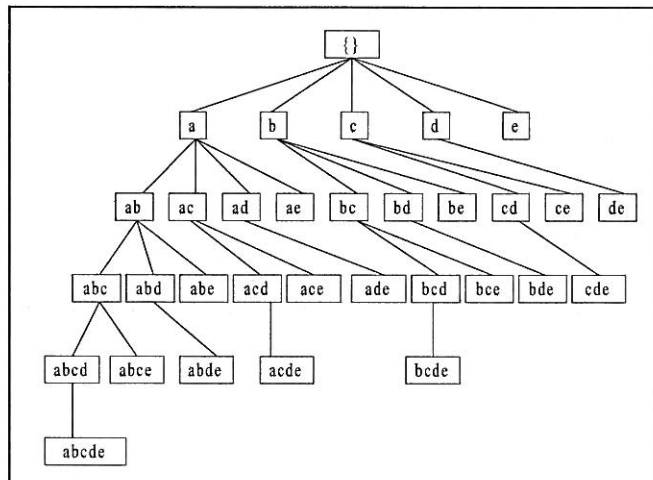 {}
a b c d e
ab ac ad ae bc bd be cd ce de
abc abd abe acd ace ade bcd bce bde cde
abcd abce abde acde bcde
abcde